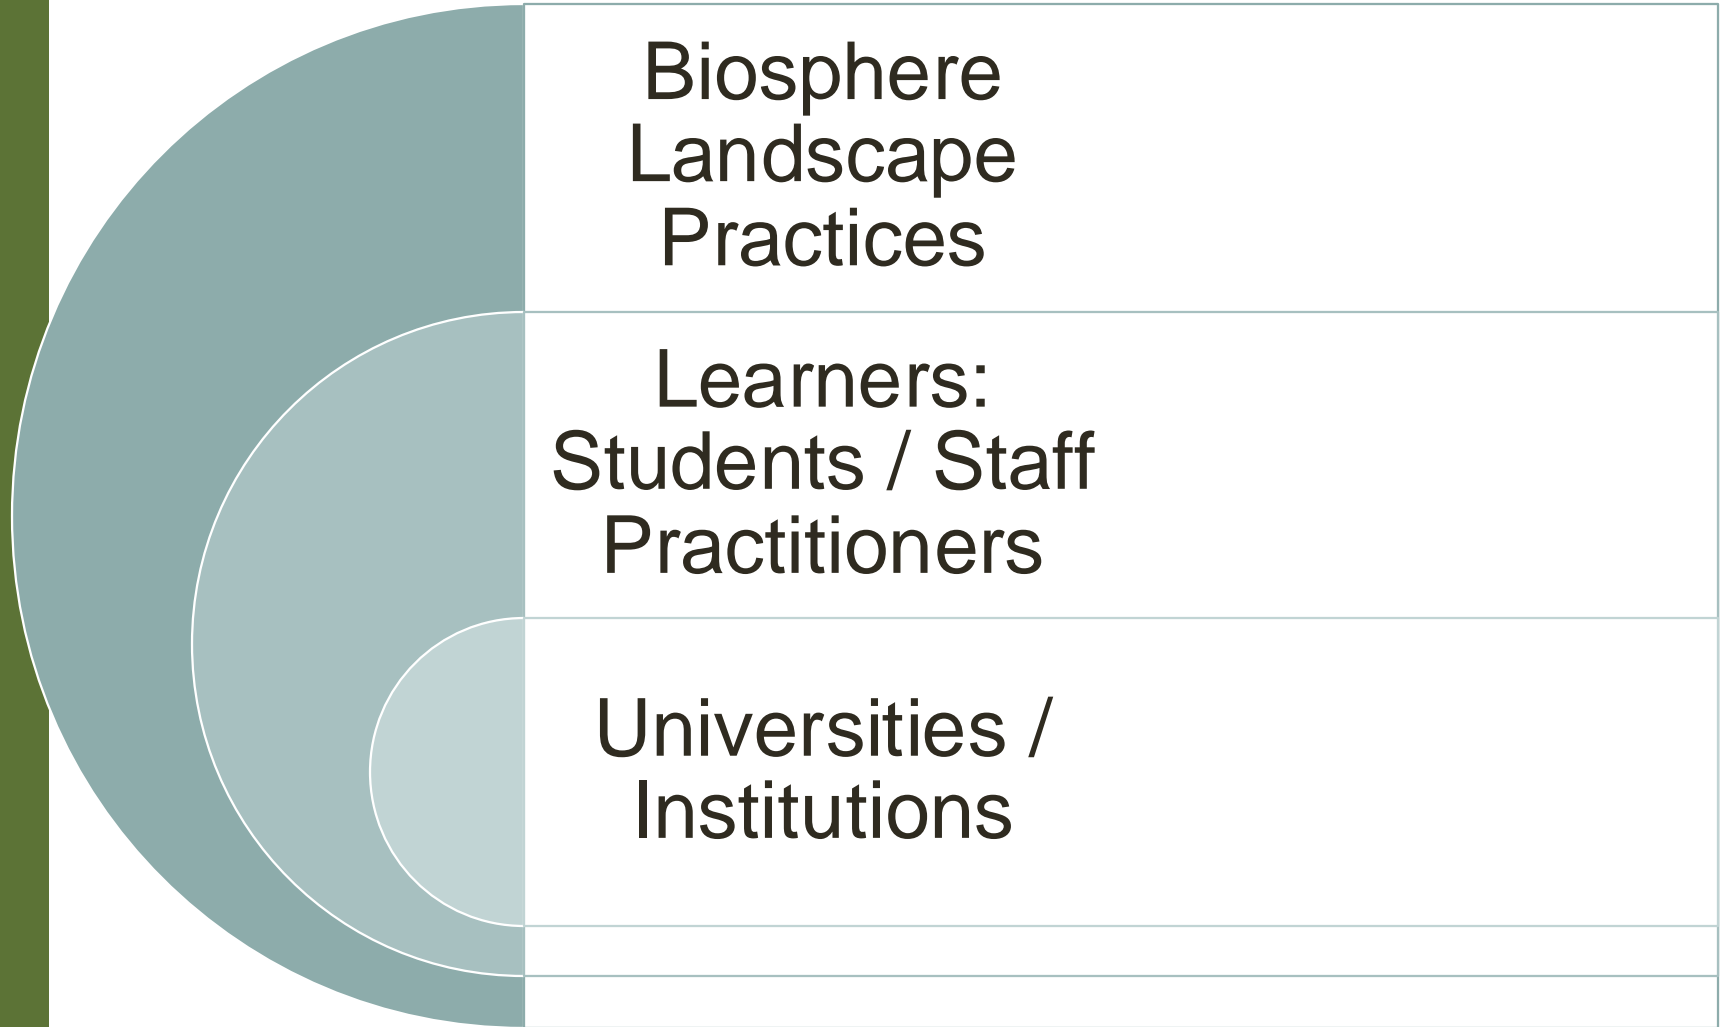 Biosphere
Landscape
Practices
Learners:
Students / Staff
Practitioners
Universities /
Institutions